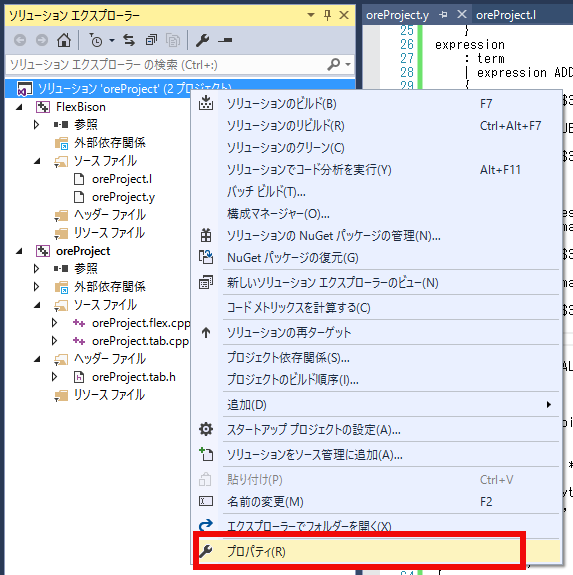 ソリューション エクスプローラー
ソリューション エクスプローラー の検索 (Ctrl+:)
ソリューション 'oreProject' (2 プロジェクト)
FlexBison
参照
外部依存関係
ソース ファイル
oreProject.l
oreProject.y
ヘッダー ファイル
リソース ファイル
oreProject
参照
外部依存関係
ソース ファイル
oreProject.flex.cpp
oreProject.tab.cpp
ヘッダー ファイル
oreProject.tab.h
リソース ファイル
oreProject.y oreProject.l
25 }
26 expression
27 : term
28 | expression ADD
29 {
ソリューションのビルド(B) F7
ソリューションのリビルド(R) Ctrl+Alt+F7
ソリューションのクリーン(C)
ソリューションでコード分析を実行(Y) Alt+F11
バッチ ビルド(T)...
構成マネージャー(O)...
ソリューションの NuGet パッケージの管理(N)...
NuGet パッケージの復元(G)
新しいソリューション エクスプローラーのビュー(N)
コード メトリックスを計算する(C)
ソリューションの再ターゲット
プロジェクト依存関係(S)...
プロジェクトのビルド順序(I)...
追加(D)
スタートアップ プロジェクトの設定(A)...
ソリューションをソース管理に追加(A)...
貼り付け(P) Ctrl+V
名前の変更(M) F2
エクスプローラーでフォルダーを開く(X)
プロパティ(R)